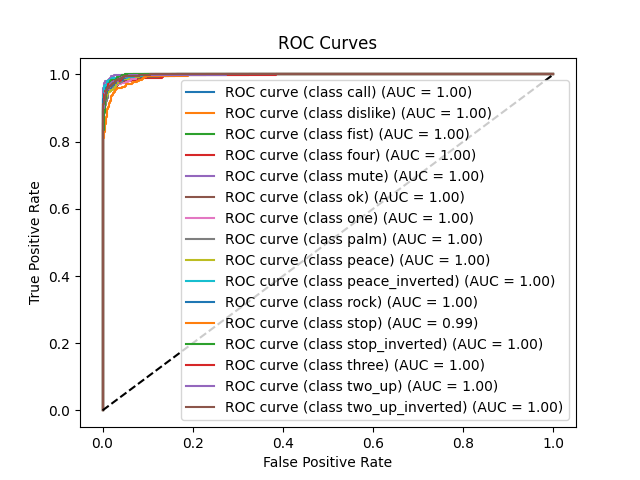 ROC Curves
True Positive Rate
1.0
0.8
0.6
0.4
0.2
0.0
ROC curve (class call) (AUC = 1.00)
ROC curve (class dislike) (AUC = 1.00)
ROC curve (class fist) (AUC = 1.00)
ROC curve (class four) (AUC = 1.00)
ROC curve (class mute) (AUC = 1.00)
ROC curve (class ok) (AUC = 1.00)
ROC curve (class one) (AUC = 1.00)
ROC curve (class palm) (AUC = 1.00)
ROC curve (class peace) (AUC = 1.00)
ROC curve (class peace_inverted) (AUC = 1.00)
ROC curve (class rock) (AUC = 1.00)
ROC curve (class stop) (AUC = 0.99)
ROC curve (class stop_inverted) (AUC = 1.00)
ROC curve (class three) (AUC = 1.00)
ROC curve (class two_up) (AUC = 1.00)
ROC curve (class two_up_inverted) (AUC = 1.00)
0.0 0.2 0.4 0.6 0.8 1.0
False Positive Rate